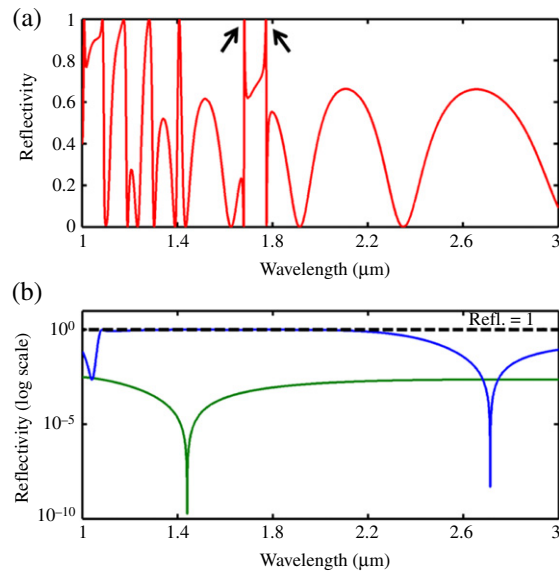 (a)
Reflectivity
1
0.8
0.6
0.4
0.2
0
1 1.4 1.8 2.2 2.6 3
Wavelength (μm)
(b)
Reflectivity (log scale)
Refl. = 1
10^0
10^−5
10^−10
1 1.4 1.8 2.2 2.6 3
Wavelength (μm)